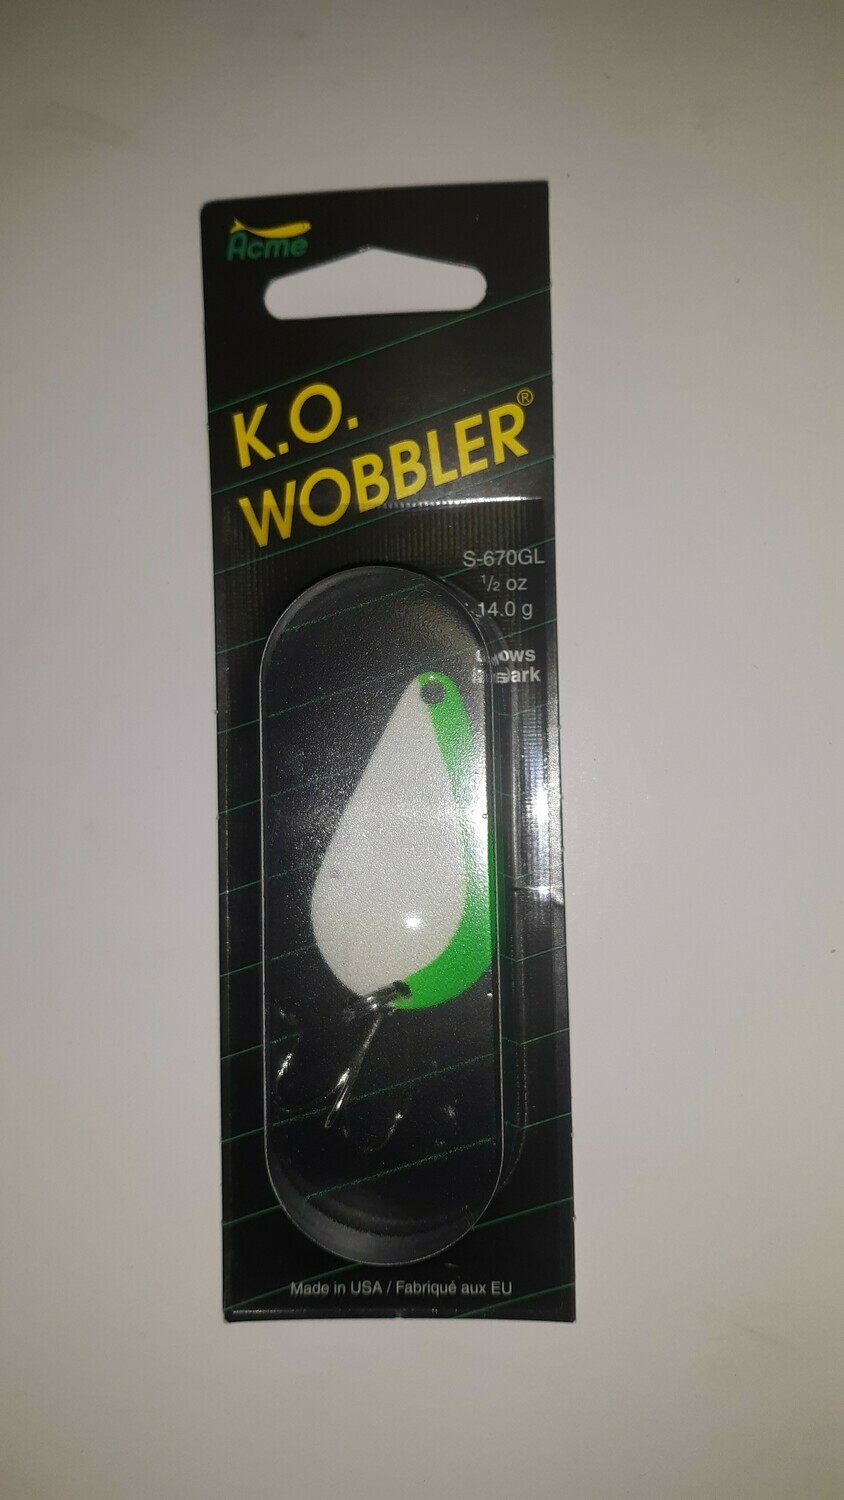 Acme
K.O.
WOBBLER®
S-670GL
1/2 oz
14.0 g
Made in USA / Fabriqué aux EU